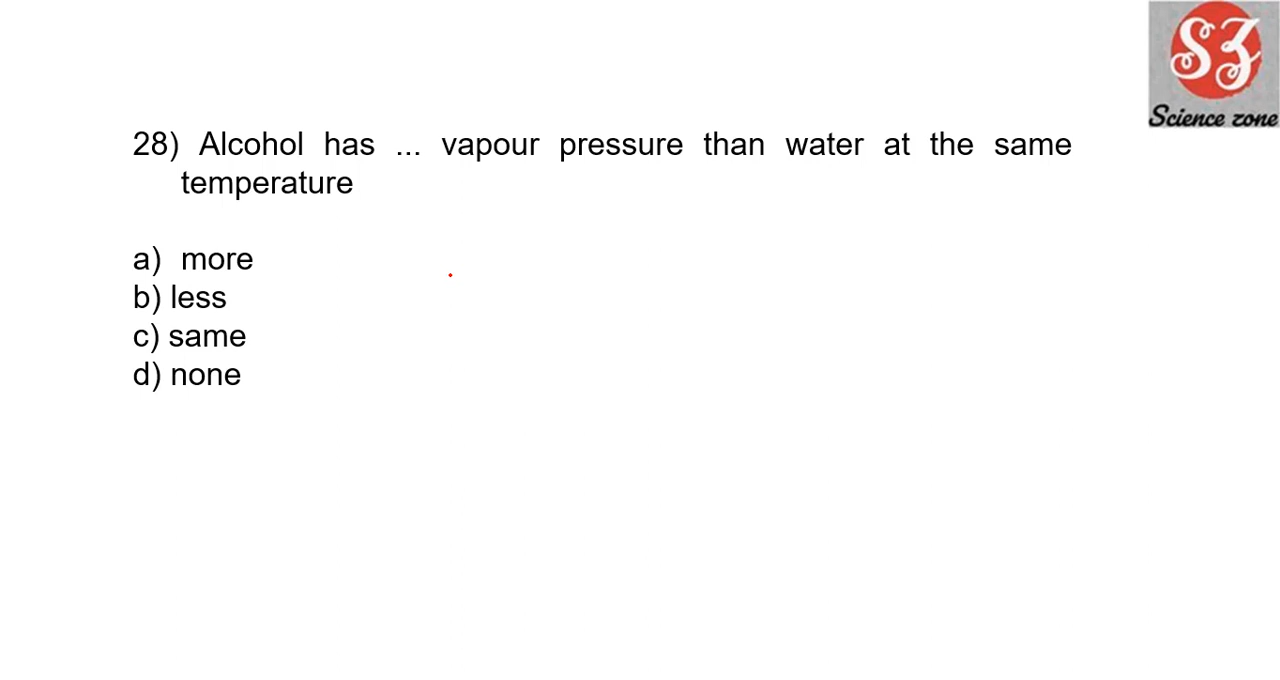 SZ
Science zone
28) Alcohol has ... vapour pressure than water at the same
temperature
a) more
b) less
c) same
d) none